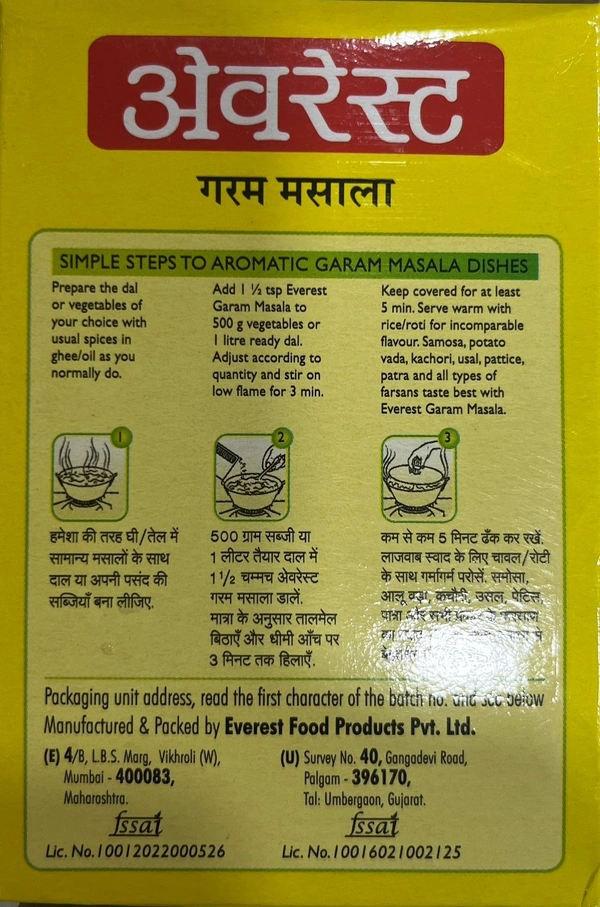 अेवरेस्ट
गरम मसाला
SIMPLE STEPS TO AROMATIC GARAM MASALA DISHES
Prepare the dal
or vegetables of
your choice with
usual spices in
ghee/oil as you
normally do.
Add 1 ½ tsp Everest
Garam Masala to
500 g vegetables or
1 litre ready dal.
Adjust according to
quantity and stir on
low flame for 3 min.
Keep covered for at least
5 min. Serve warm with
rice/roti for incomparable
flavour. Samosa, potato
vada, kachori, usal, pattice,
patra and all types of
farsans taste best with
Everest Garam Masala.
1
2
3
हमेशा की तरह घी/तेल में
सामान्य मसालों के साथ
दाल या अपनी पसंद की
सब्जियाँ बना लीजिए.
500 ग्राम सब्जी या
1 लीटर तैयार दाल में
1 1/2 चम्मच अेवरेस्ट
गरम मसाला डालें.
मात्रा के अनुसार तालमेल
बिठाएँ और धीमी आँच पर
3 मिनट तक हिलाएँ.
कम से कम 5 मिनट ढँक कर रखें.
लाजवाब स्वाद के लिए चावल/रोटी
के साथ गर्मागर्म परोसें. समोसा,
आलू वड़ा, कचौरी, उसल, पेटिस,
पात्रा और सभी के
Packaging unit address, read the first character of the batch no. and see below
Manufactured & Packed by Everest Food Products Pvt. Ltd.
(E) 4/B, L.B.S. Marg, Vikhroli (W),
Mumbai - 400083,
Maharashtra.
fssai
Lic. No.10012022000526
(U) Survey No. 40, Gangadevi Road,
Palgam - 396170,
Tal: Umbergaon, Gujarat.
fssai
Lic. No.10016021002125